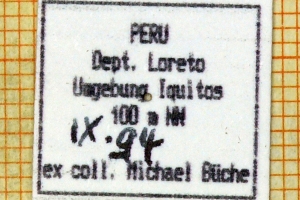 PERU
Dept. Loreto
Umgebung Iquitos
100 m NN
IX.94
ex coll. Michael Büche